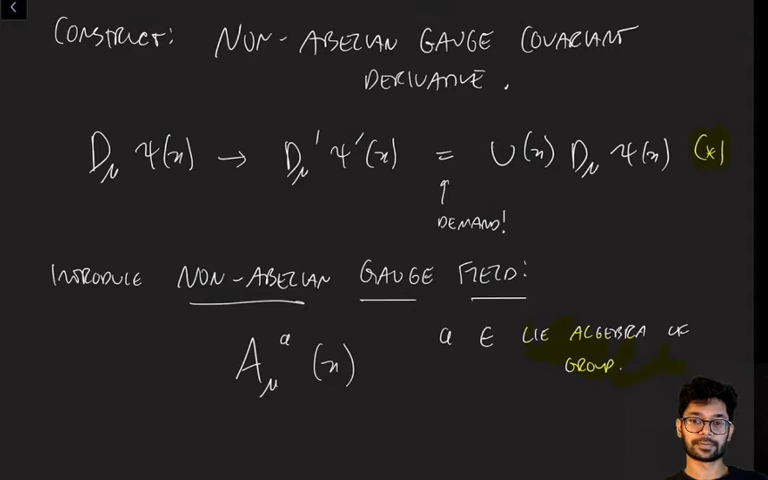 CONSTRUCT: NON-ABELIAN GAUGE COVARIANT
DERIVATIVE.
D_μ Ψ(x) → D_μ' Ψ'(x) = U(x) D_μ Ψ(x) (*)
↑
DEMAND!
INTRODUCE NON-ABELIAN GAUGE FIELD:
A_μ^a (x) a ∈ LIE ALGEBRA OF
GROUP.